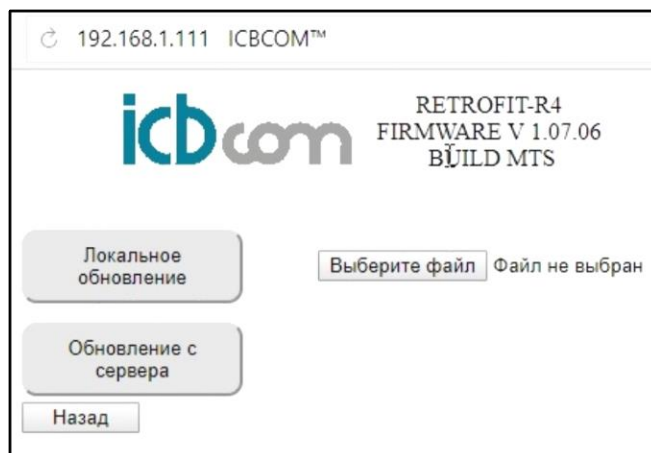 192.168.1.111 ICBCOM™
icbcom
RETROFIT-R4
FIRMWARE V 1.07.06
BUILD MTS
Локальное
обновление
Выберите файл Файл не выбран
Обновление с
сервера
Назад